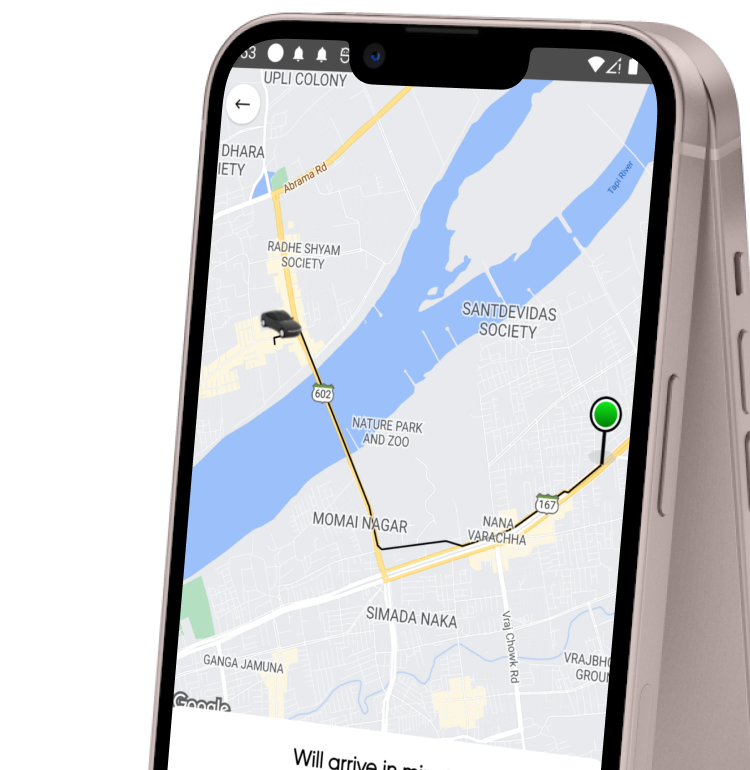 UPLI COLONY
DHARA
IETY
Abrama Rd
Tapi River
RADHE SHYAM
SOCIETY
SANTDEVIDAS
SOCIETY
602
NATURE PARK
AND ZOO
167
MOMAI NAGAR
NANA
VARACHHA
SIMADA NAKA
Vraj Chowk Rd
GANGA JAMUNA
VRAJBH
GROUN
Google
Will arrive in